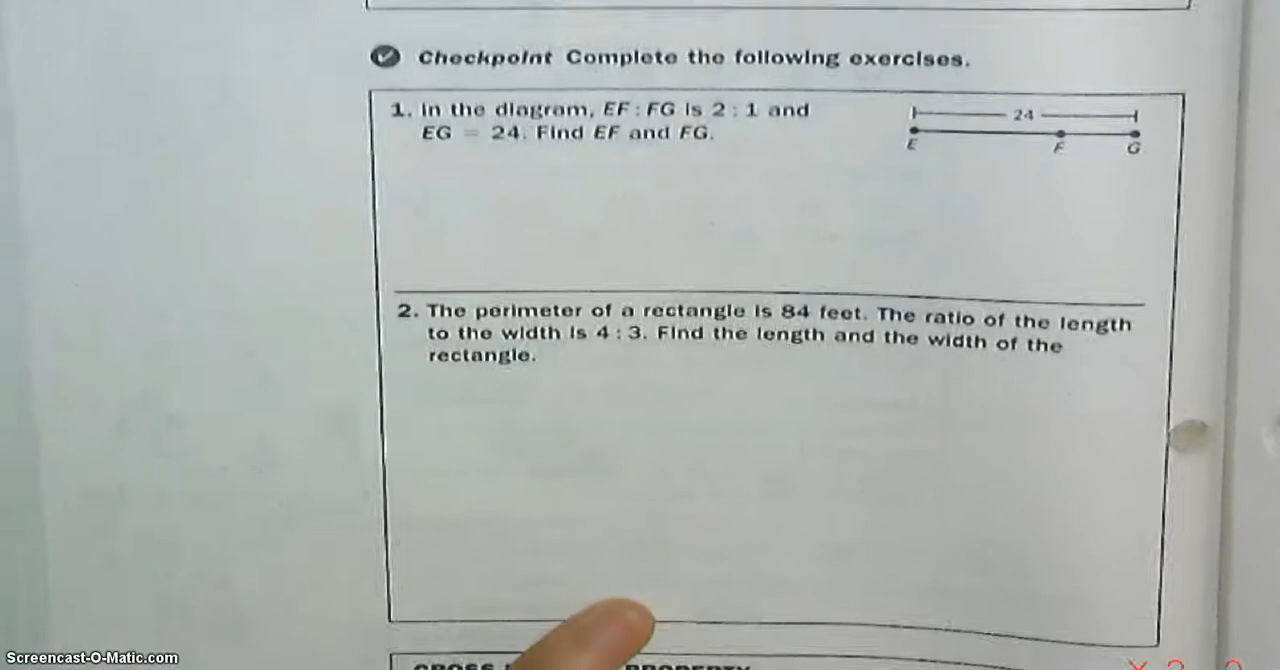 Checkpoint Complete the following exercises.
1. In the diagram, EF : FG is 2 : 1 and
EG = 24. Find EF and FG.
24
E F G
2. The perimeter of a rectangle is 84 feet. The ratio of the length
to the width is 4 : 3. Find the length and the width of the
rectangle.
CROSS PROPERTY
Screencast-O-Matic.com